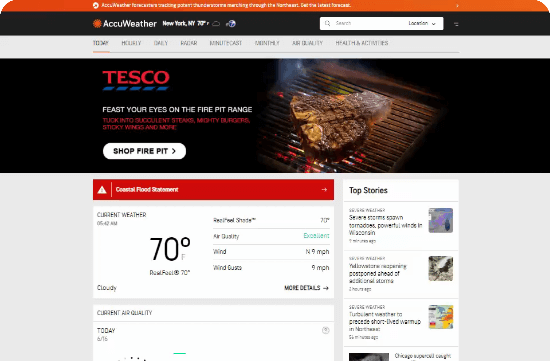 AccuWeather forecasters tracking potent thunderstorms marching through the Northeast. Get the latest forecast.
AccuWeather
New York, NY 70° F
Search
Location
TODAY
HOURLY
DAILY
RADAR
MINUTECAST
MONTHLY
AIR QUALITY
HEALTH & ACTIVITIES
TESCO
FEAST YOUR EYES ON THE FIRE PIT RANGE
TUCK INTO SUCCULENT STEAKS, MIGHTY BURGERS,
STICKY WINGS AND MORE
SHOP FIRE PIT
Coastal Flood Statement
CURRENT WEATHER
05:42 AM
70° F
RealFeel® 70°
Cloudy
RealFeel Shade™ 70°
Air Quality Excellent
Wind N 9 mph
Wind Gusts 9 mph
MORE DETAILS
CURRENT AIR QUALITY
TODAY
6/15
Top Stories
SEVERE WEATHER
Severe storms spawn
tornadoes, powerful winds in
Wisconsin
minutes ago
SEVERE WEATHER
Yellowstone reopening
postponed ahead of
additional storms
hours ago
SEVERE WEATHER
Turbulent weather to
precede short-lived warmup
in Northeast
minutes ago
Chicago supercell caught